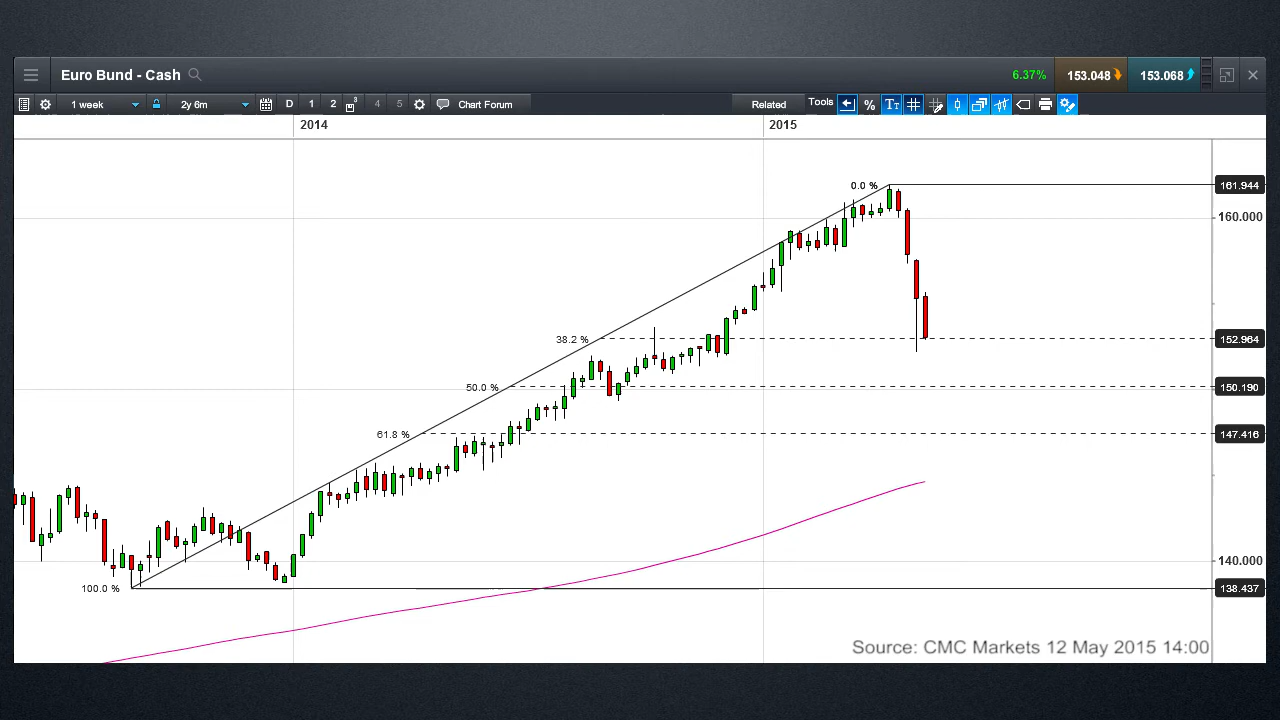 Euro Bund - Cash
6.37%
153.048
153.068
1 week
2y 6m
D
1
2
3
4
5
Chart Forum
Related
Tools
%
TT
2014
2015
0.0 %
161.944
160.000
38.2 %
152.964
50.0 %
150.190
61.8 %
147.416
140.000
100.0 %
138.437
Source: CMC Markets 12 May 2015 14:00